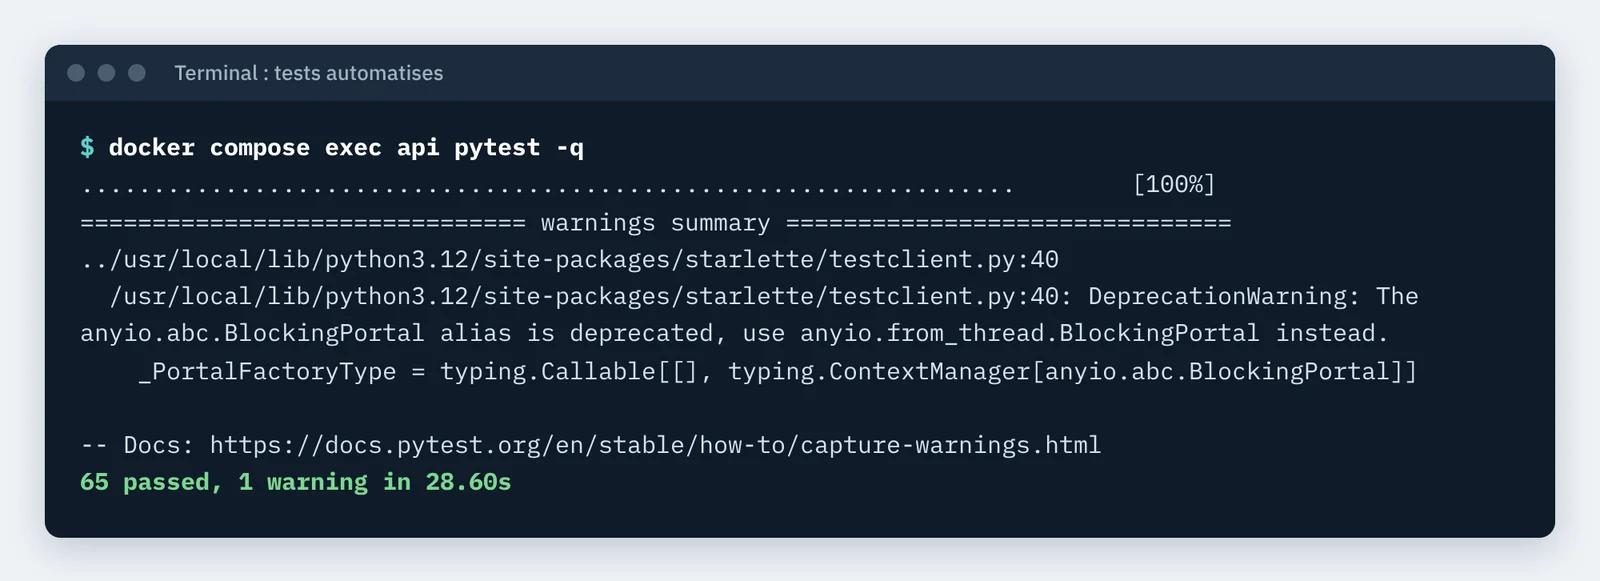 Terminal : tests automatises
$ docker compose exec api pytest -q
................................................................. [100%]
=============================== warnings summary ===============================
../usr/local/lib/python3.12/site-packages/starlette/testclient.py:40
/usr/local/lib/python3.12/site-packages/starlette/testclient.py:40: DeprecationWarning: The
anyio.abc.BlockingPortal alias is deprecated, use anyio.from_thread.BlockingPortal instead.
_PortalFactoryType = typing.Callable[[], typing.ContextManager[anyio.abc.BlockingPortal]]
-- Docs: https://docs.pytest.org/en/stable/how-to/capture-warnings.html
65 passed, 1 warning in 28.60s